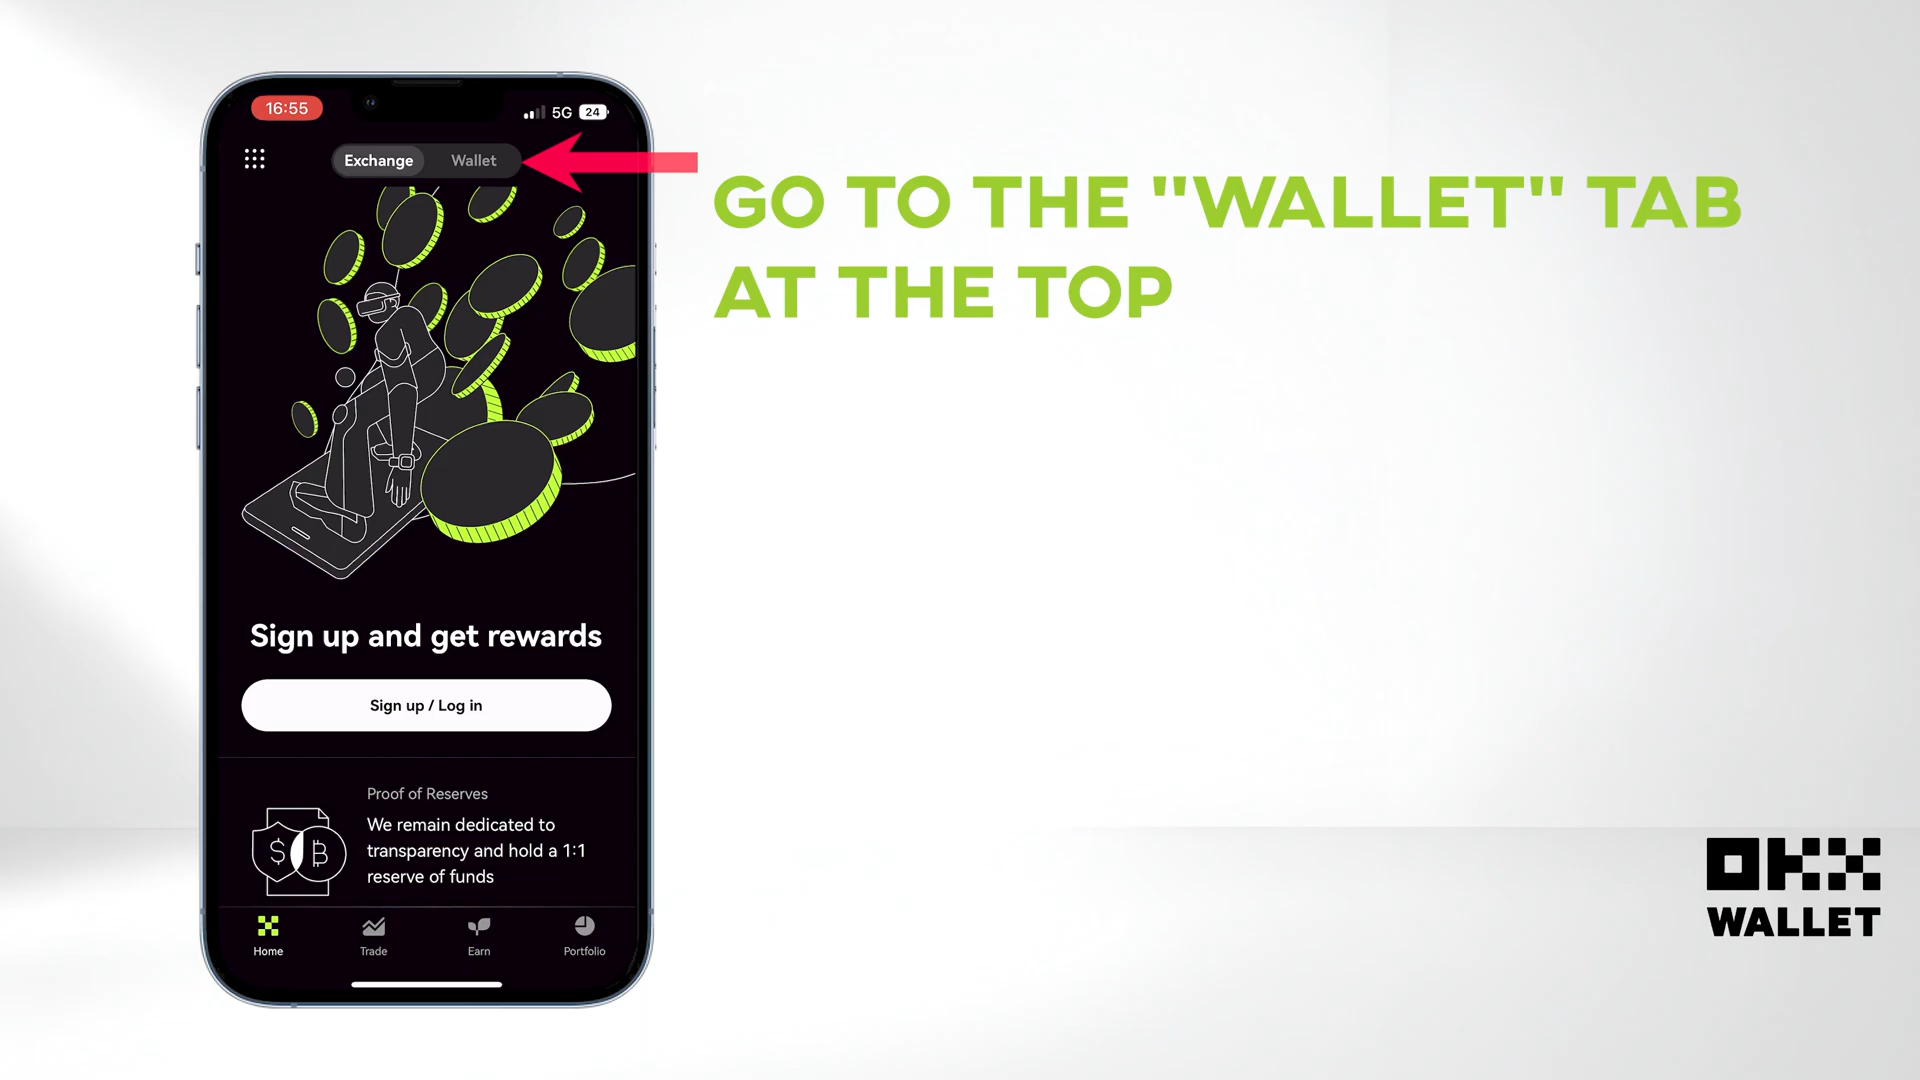 16:55
5G 24
Exchange Wallet
GO TO THE "WALLET" TAB
AT THE TOP
Sign up and get rewards
Sign up / Log in
Proof of Reserves
We remain dedicated to
transparency and hold a 1:1
reserve of funds
Home Trade Earn Portfolio
OKX
WALLET